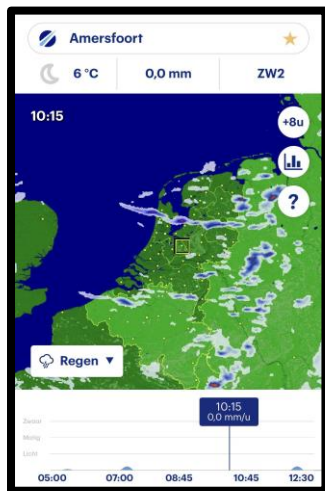 Amersfoort
6 °C 0,0 mm ZW2
10:15
+8u
?
Regen
10:15
0,0 mm/u
Zwaar
Matig
Licht
05:00 07:00 08:45 10:45 12:30